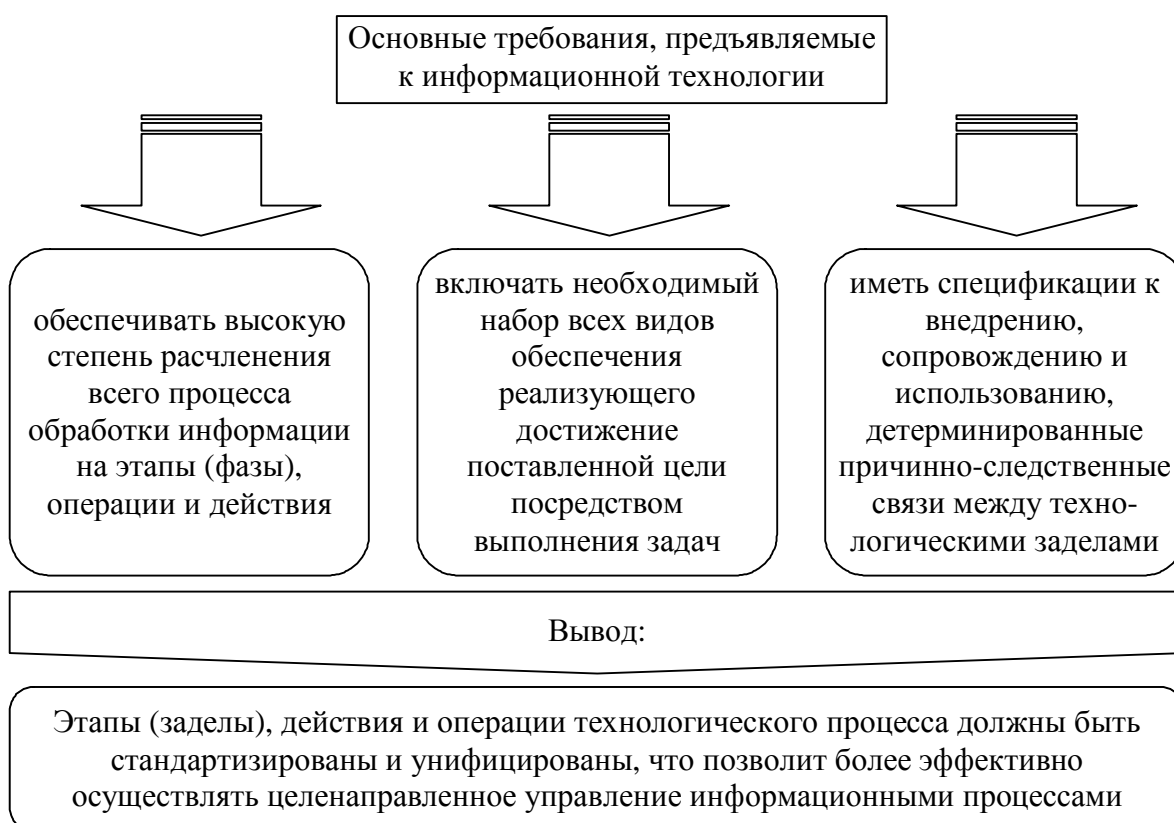 Основные требования, предъявляемые
к информационной технологии
обеспечивать высокую
степень расчленения
всего процесса
обработки информации
на этапы (фазы),
операции и действия
включать необходимый
набор всех видов
обеспечения
реализующего
достижение
поставленной цели
посредством
выполнения задач
иметь спецификации к
внедрению,
сопровождению и
использованию,
детерминированные
причинно-следственные
связи между техно-
логическими заделами
Вывод:
Этапы (заделы), действия и операции технологического процесса должны быть
стандартизированы и унифицированы, что позволит более эффективно
осуществлять целенаправленное управление информационными процессами